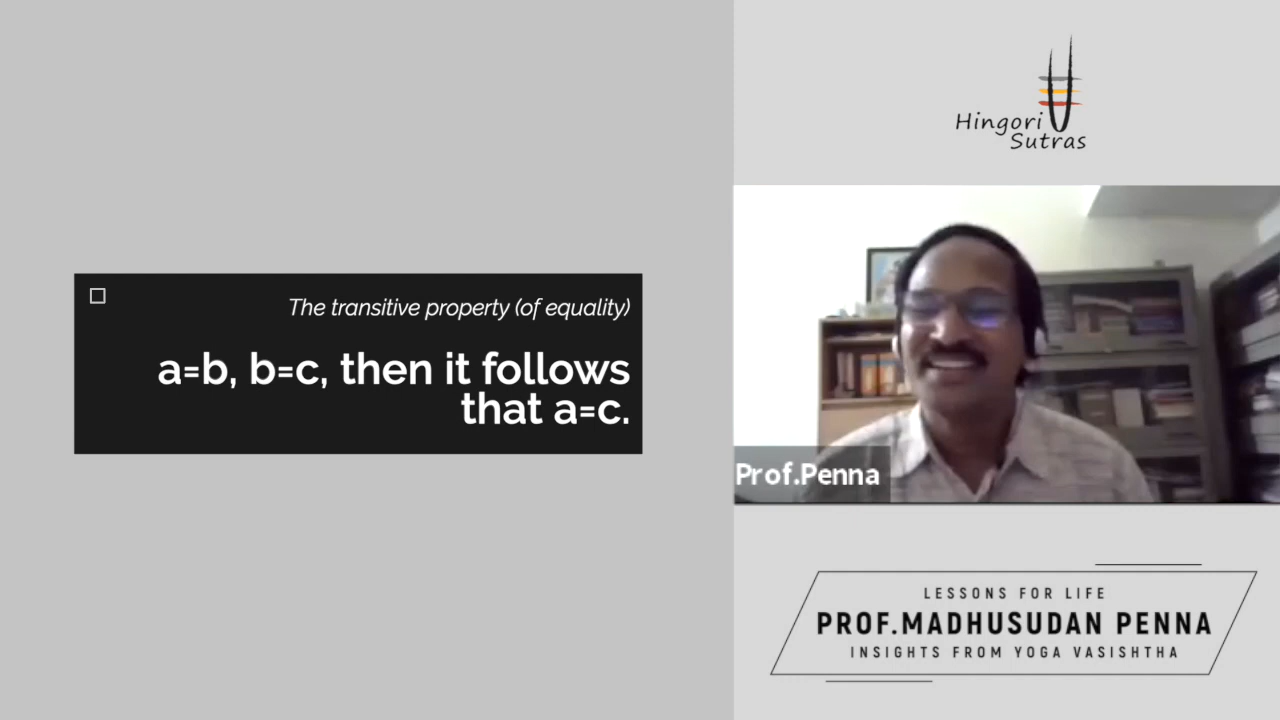 The transitive property (of equality)
a=b, b=c, then it follows
that a=c.
Hingori
Sutras
Prof.Penna
LESSONS FOR LIFE
PROF.MADHUSUDAN PENNA
INSIGHTS FROM YOGA VASISHTHA